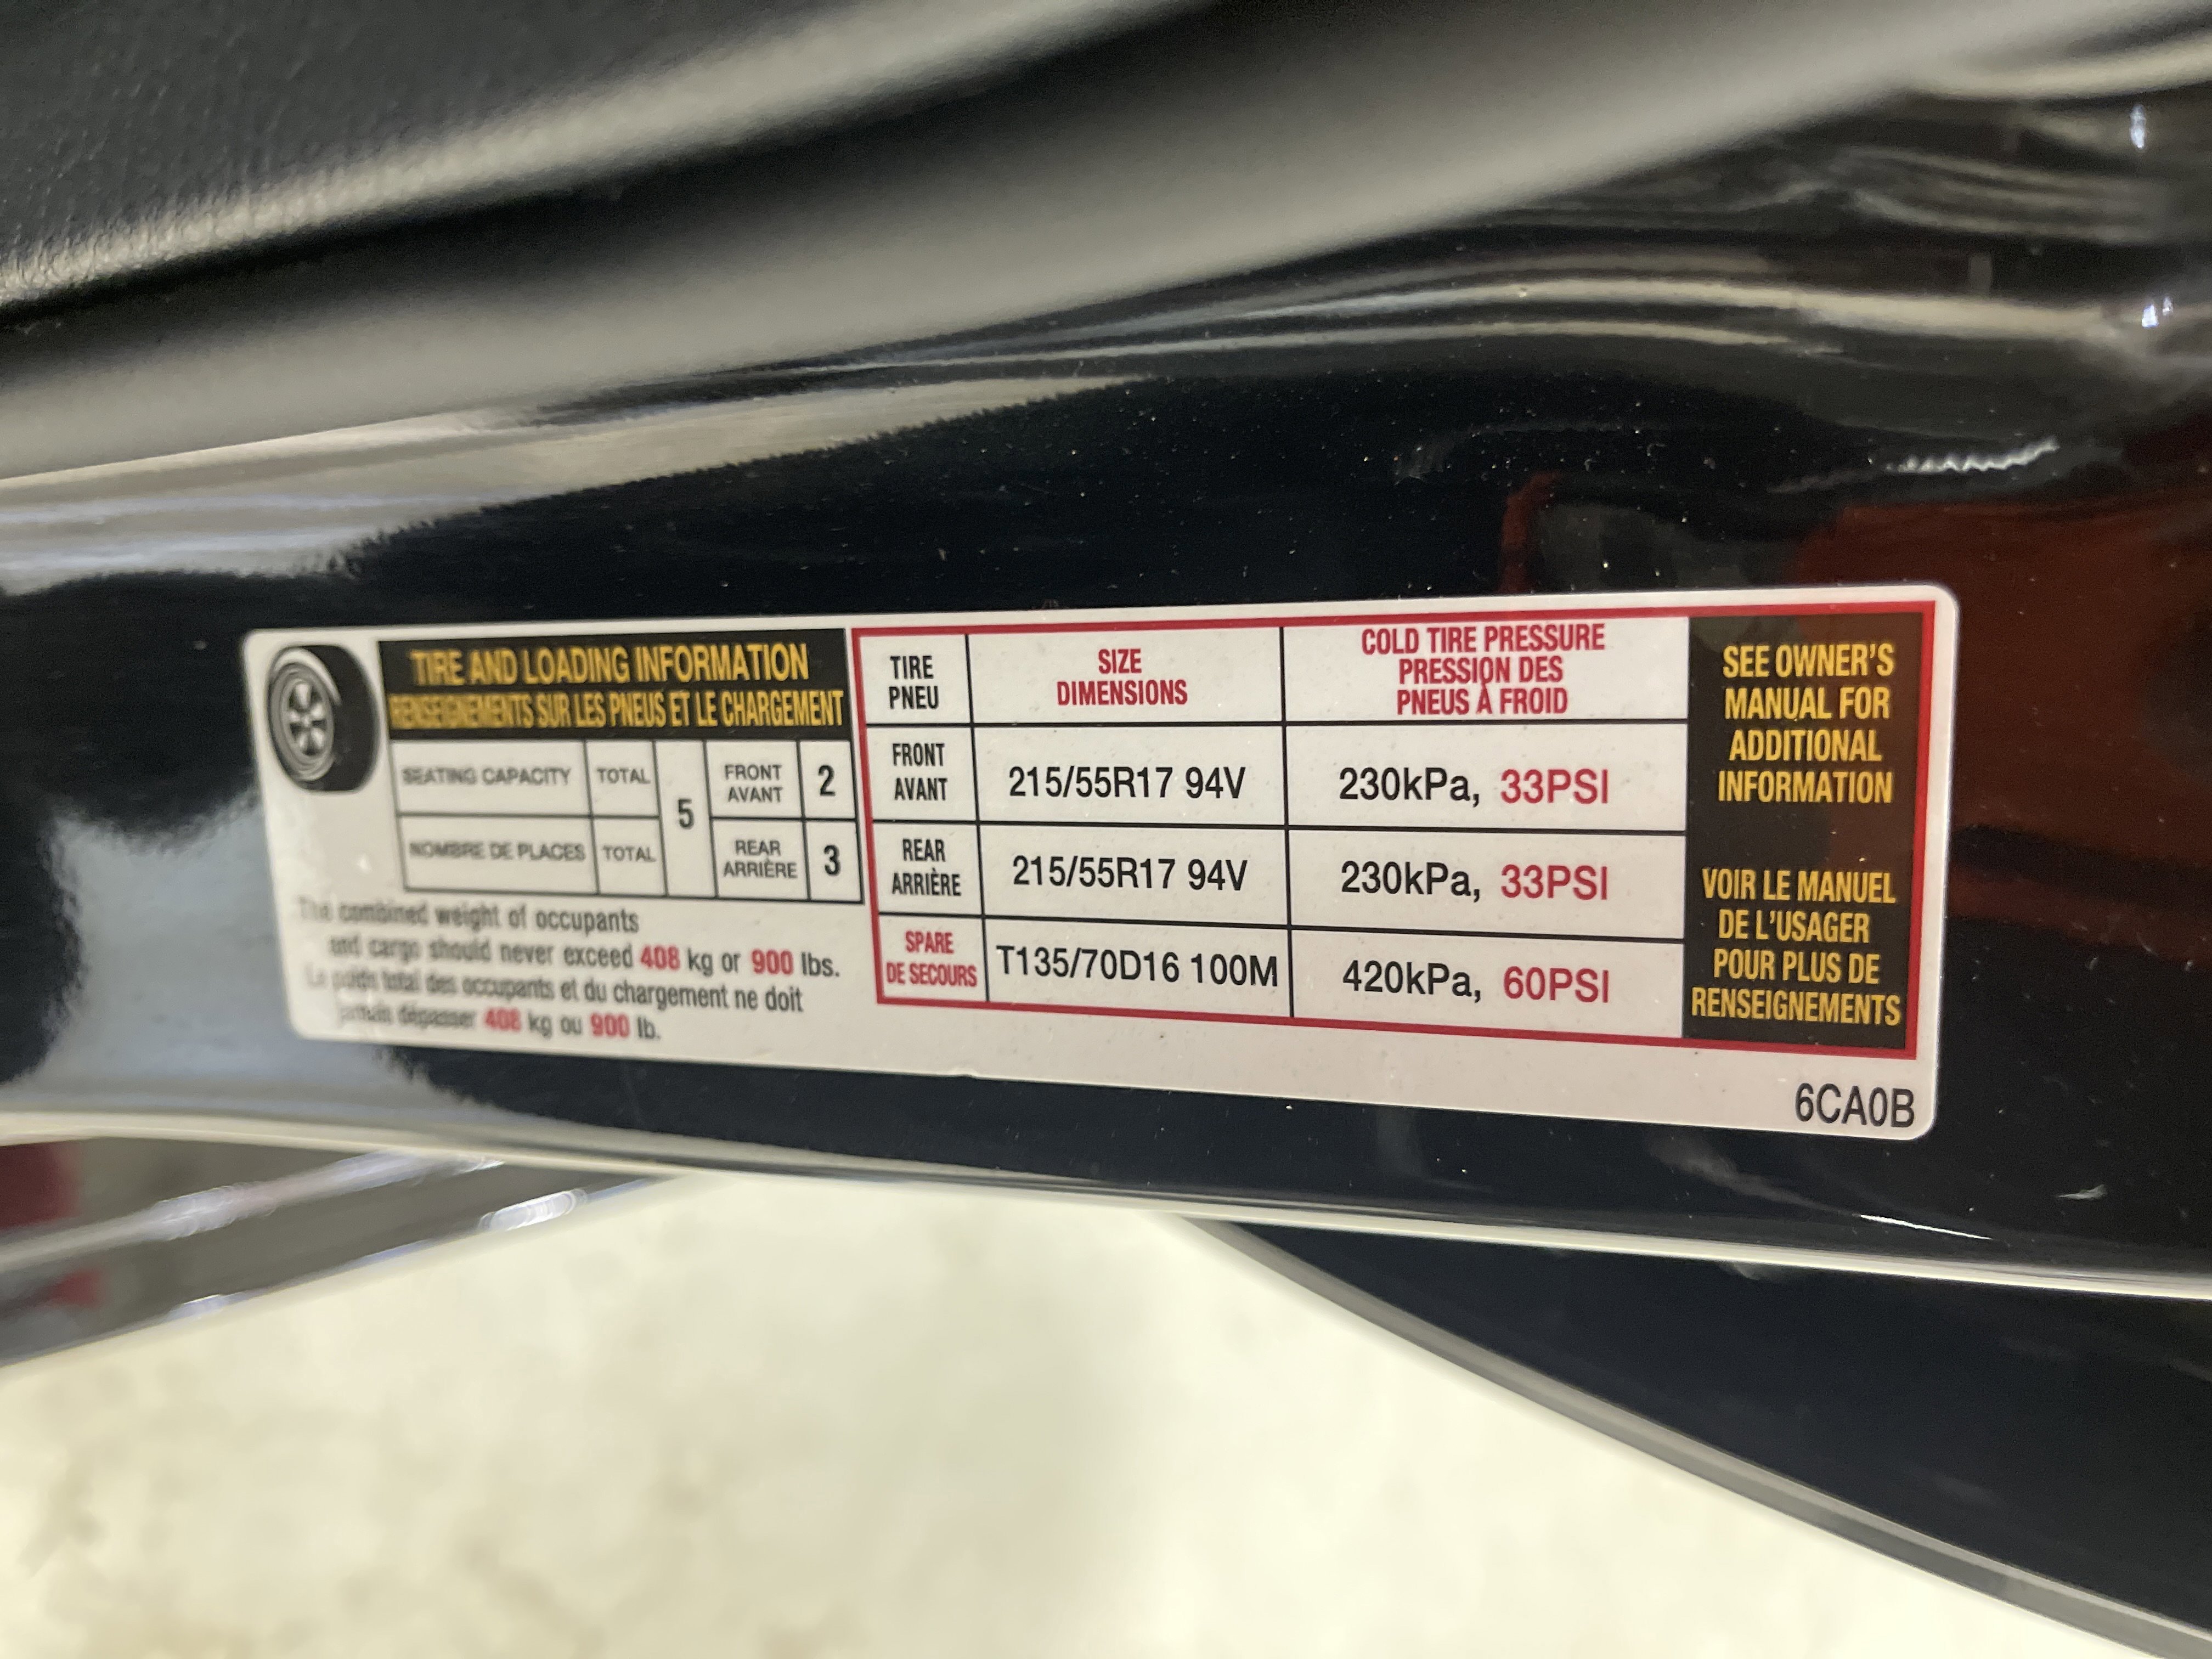 TIRE AND LOADING INFORMATION
RENSEIGNEMENTS SUR LES PNEUS ET LE CHARGEMENT
SEATING CAPACITY TOTAL 5 FRONT AVANT 2
NOMBRE DE PLACES TOTAL REAR ARRIÈRE 3
The combined weight of occupants
and cargo should never exceed 408 kg or 900 lbs.
Le poids total des occupants et du chargement ne doit
jamais dépasser 408 kg ou 900 lb.
TIRE PNEU SIZE DIMENSIONS COLD TIRE PRESSURE PRESSION DES PNEUS À FROID
FRONT AVANT 215/55R17 94V 230kPa, 33PSI
REAR ARRIÈRE 215/55R17 94V 230kPa, 33PSI
SPARE DE SECOURS T135/70D16 100M 420kPa, 60PSI
SEE OWNER'S
MANUAL FOR
ADDITIONAL
INFORMATION
VOIR LE MANUEL
DE L'USAGER
POUR PLUS DE
RENSEIGNEMENTS
6CA0B